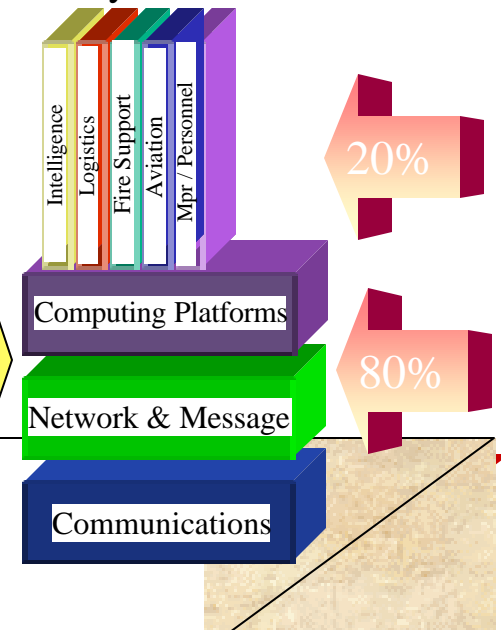 Intelligence
Logistics
Fire Support
Aviation
Mpr / Personnel
20%
Computing Platforms
80%
Network & Message
Communications